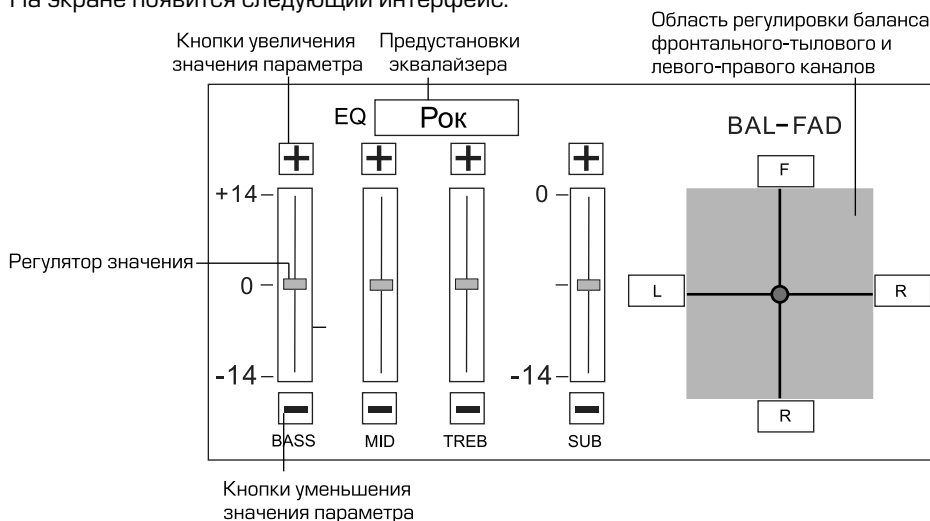 На экране появится следующий интерфейс.
Кнопки увеличения
значения параметра
Предустановки
эквалайзера
Область регулировки баланса
фронтального-тылового и
левого-правого каналов
EQ Рок
BAL-FAD
F
+14
0
Регулятор значения
0
L
R
-14
-14
R
BASS MID TREB SUB
Кнопки уменьшения
значения параметра